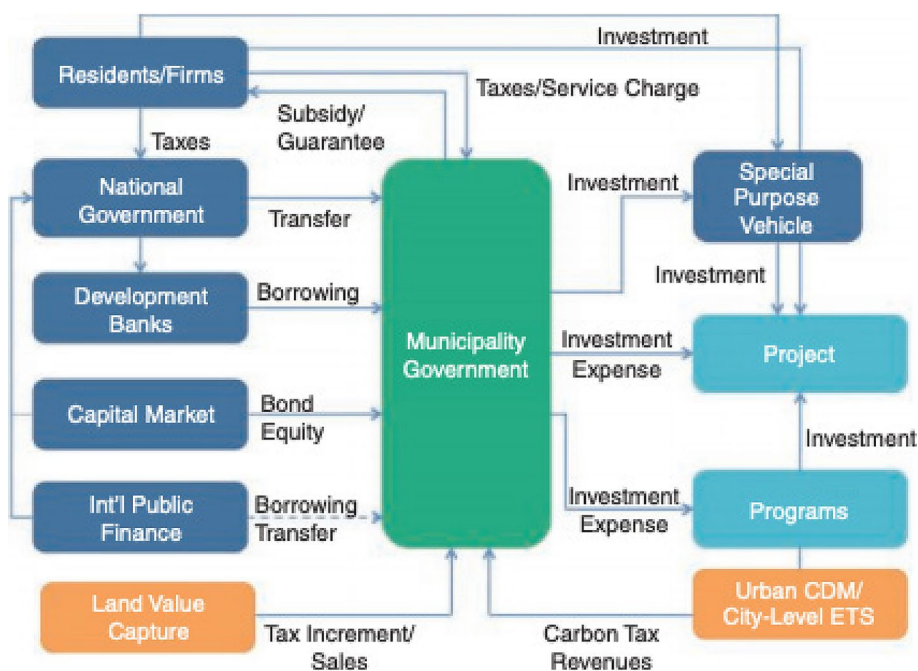 Investment
Residents/Firms
Taxes/Service Charge
Subsidy/
Guarantee
Taxes
National
Government
Transfer
Investment
Special
Purpose
Vehicle
Investment
Development
Banks
Borrowing
Municipality
Government
Investment
Expense
Project
Capital Market
Bond
Equity
Investment
Int'l Public
Finance
Borrowing
Transfer
Investment
Expense
Programs
Land Value
Capture
Tax Increment/
Sales
Carbon Tax
Revenues
Urban CDM/
City-Level ETS